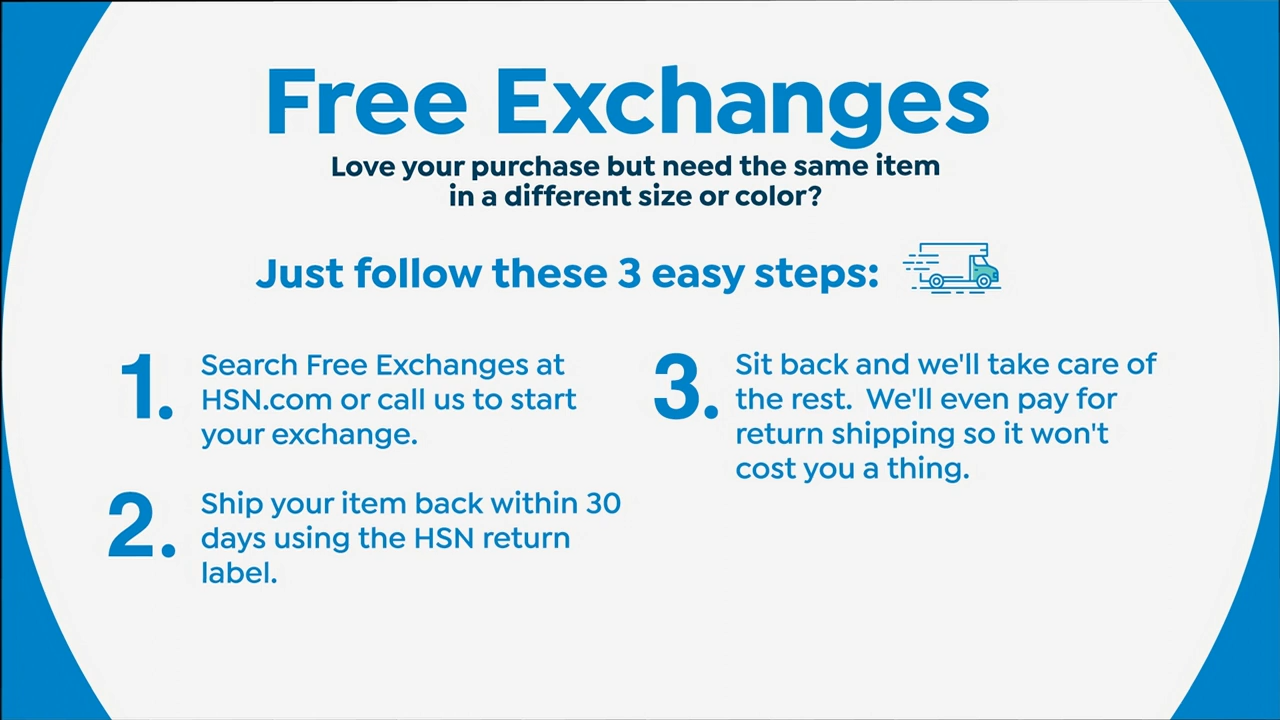 Free Exchanges
Love your purchase but need the same item
in a different size or color?
Just follow these 3 easy steps:
1. Search Free Exchanges at
HSN.com or call us to start
your exchange.
2. Ship your item back within 30
days using the HSN return
label.
3. Sit back and we'll take care of
the rest.  We'll even pay for
return shipping so it won't
cost you a thing.